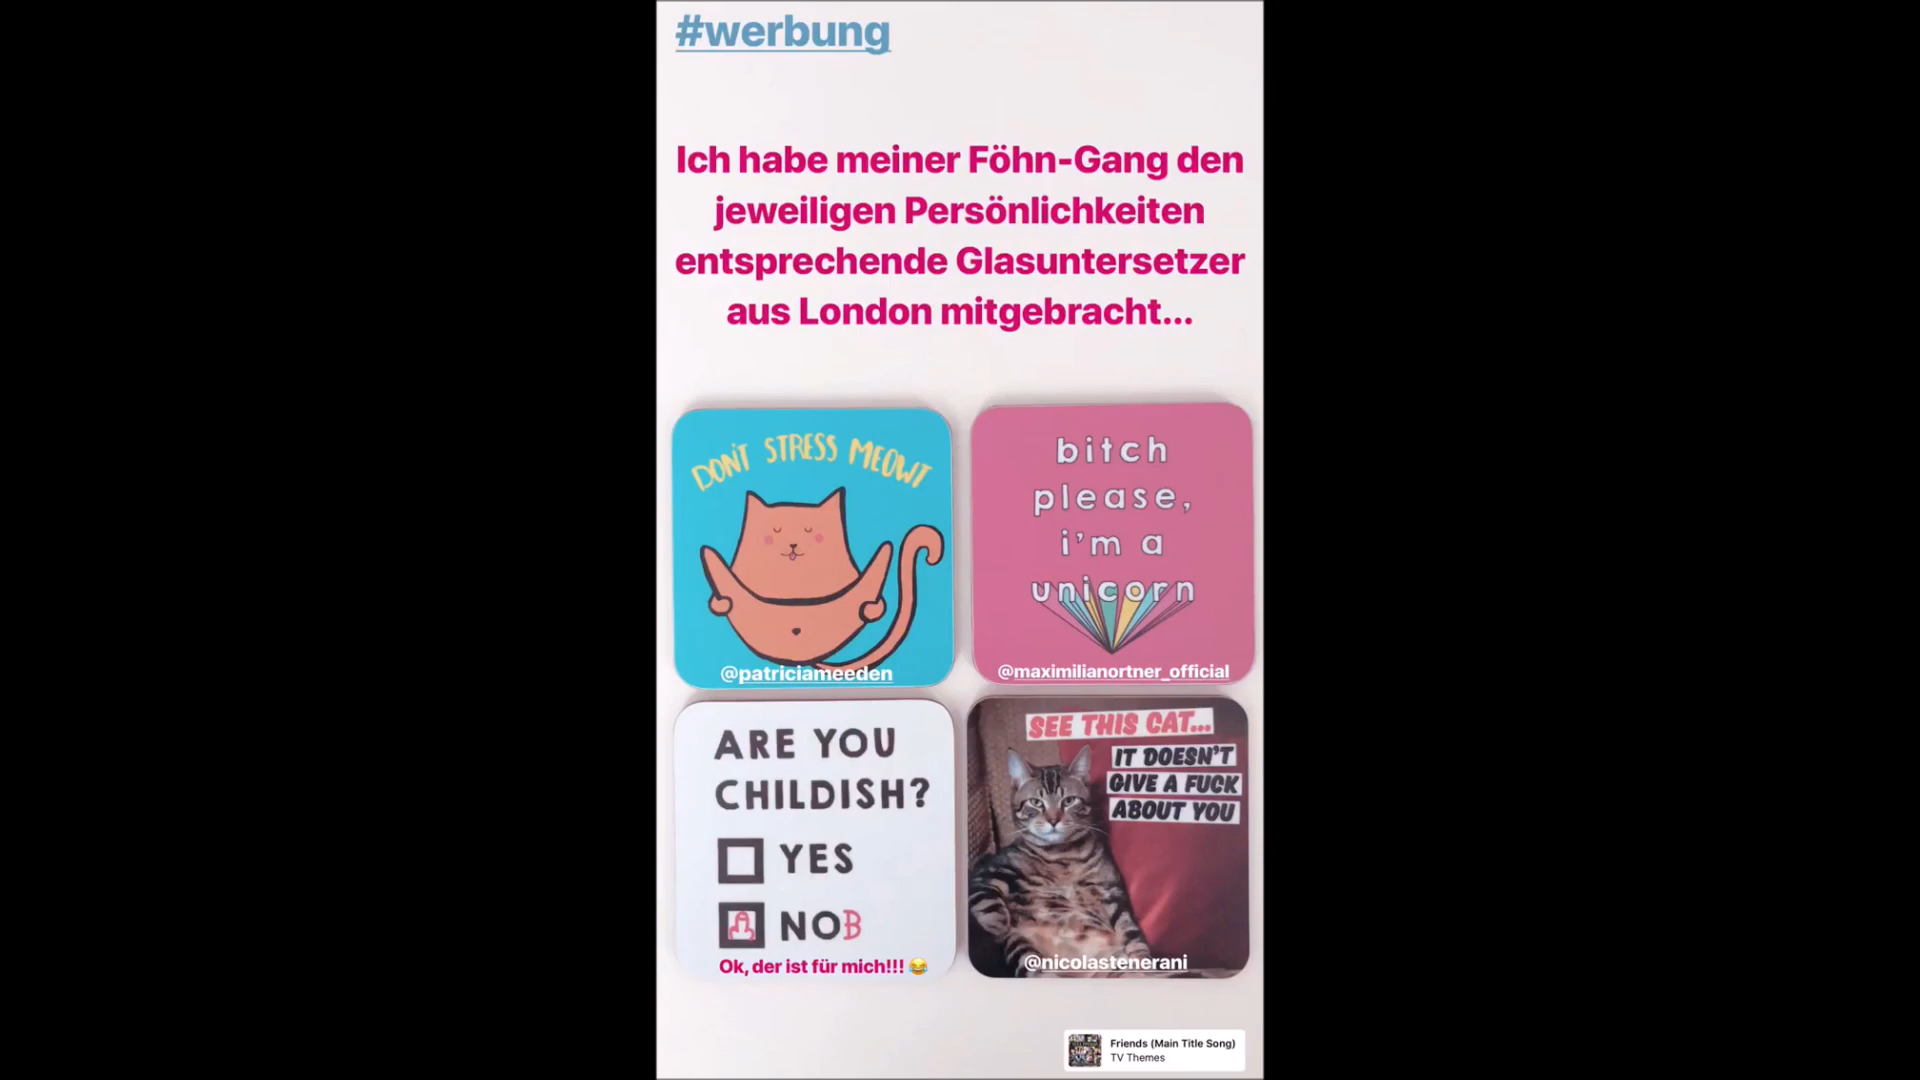 #werbung
Ich habe meiner Föhn-Gang den
jeweiligen Persönlichkeiten
entsprechende Glasuntersetzer
aus London mitgebracht...
DON'T STRESS MEOWT
@patriciameeden
bitch
please,
i'm a
unicorn
@maximilianortner_official
ARE YOU
CHILDISH?
YES
NOB
Ok, der ist für mich!!! 😂
SEE THIS CAT...
IT DOESN'T
GIVE A FUCK
ABOUT YOU
@nicolastenerani
Friends (Main Title Song)
TV Themes